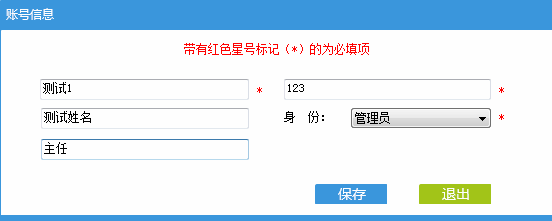 账号信息
带有红色星号标记（*）的为必填项
测试1 * 123 *
测试姓名 身 份： 管理员 *
主任
保存 退出